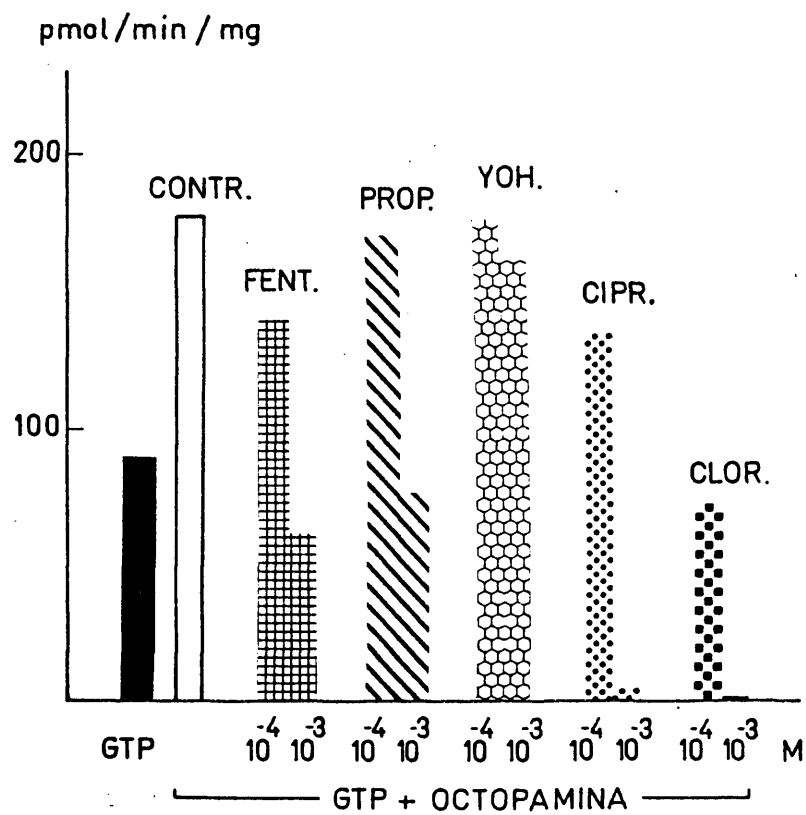 pmol/min/mg
200
CONTR.
PROP.
YOH.
FENT.
CIPR.
100
CLOR.
GTP 10⁻⁴ 10⁻³ 10⁻⁴ 10⁻³ 10⁻⁴ 10⁻³ 10⁻⁴ 10⁻³ 10⁻⁴ 10⁻³ M
GTP + OCTOPAMINA